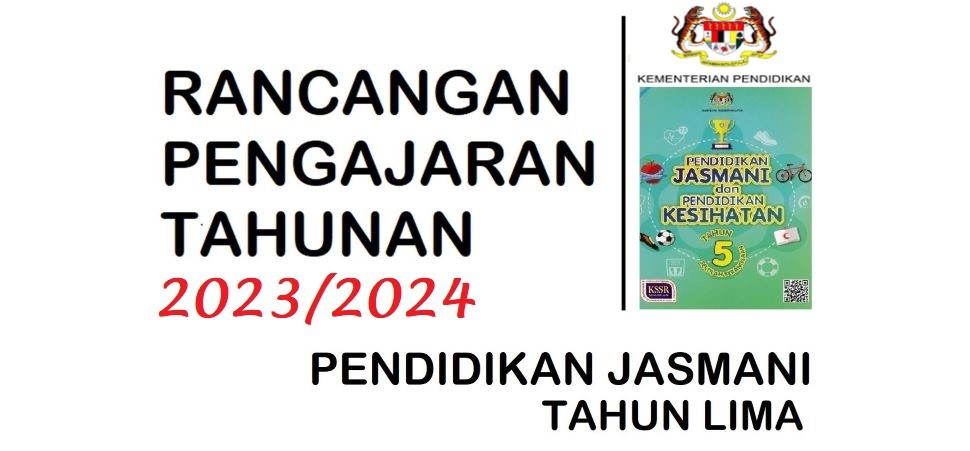 RANCANGAN
PENGAJARAN
TAHUNAN
2023/2024
KEMENTERIAN PENDIDIKAN
PENDIDIKAN
JASMANI
dan
PENDIDIKAN
KESIHATAN
TAHUN
5
KSSR
PENDIDIKAN JASMANI
TAHUN LIMA